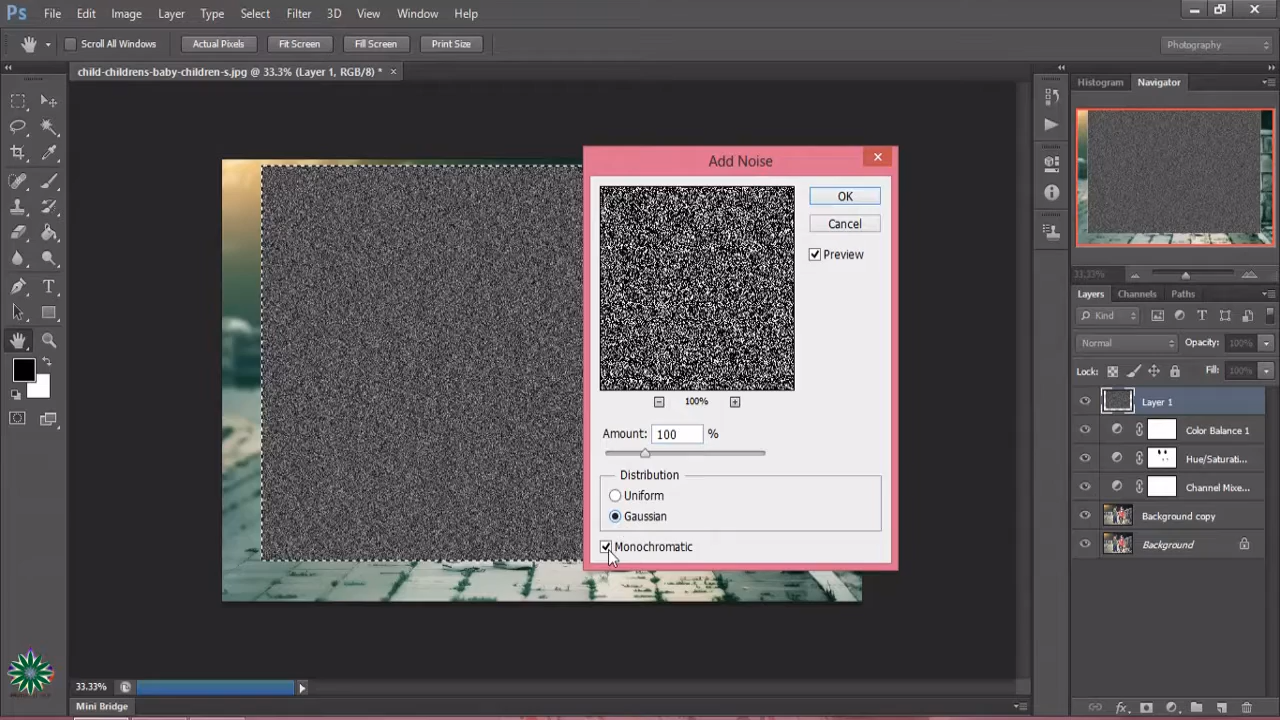 Ps File Edit Image Layer Type Select Filter 3D View Window Help
Scroll All Windows Actual Pixels Fit Screen Fill Screen Print Size Photography
child-childrens-baby-children-s.jpg @ 33.3% (Layer 1, RGB/8) *
Histogram Navigator
Add Noise
OK
Cancel
Preview
100%
Amount: 100 %
Distribution
Uniform
Gaussian
Monochromatic
33.33%
Layers Channels Paths
Kind
Normal Opacity: 100%
Lock: Fill: 100%
Layer 1
Color Balance 1
Hue/Saturati...
Channel Mixe...
Background copy
Background
33.33%
Mini Bridge